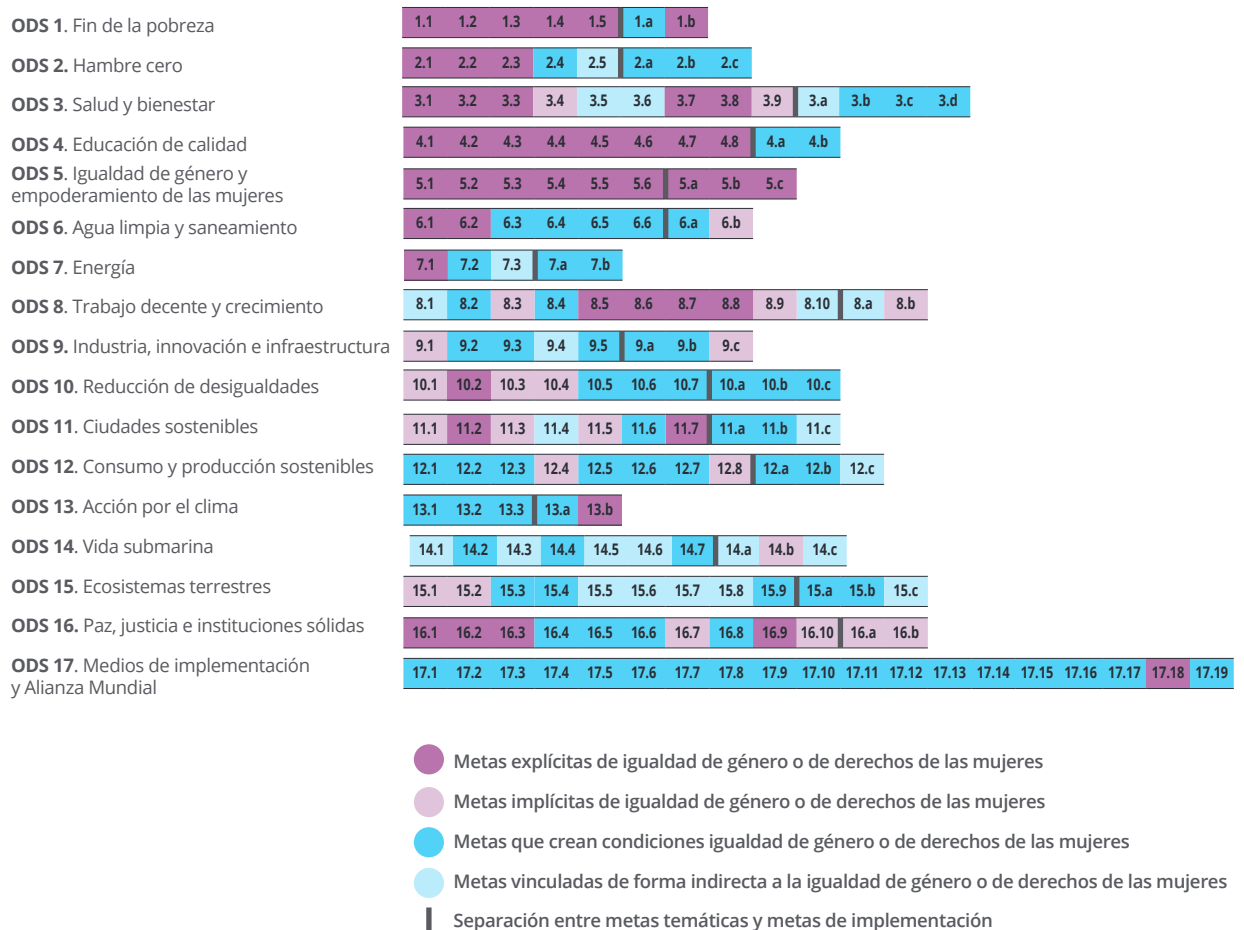 ODS 1. Fin de la pobreza 1.1 1.2 1.3 1.4 1.5 1.a 1.b
ODS 2. Hambre cero 2.1 2.2 2.3 2.4 2.5 2.a 2.b 2.c
ODS 3. Salud y bienestar 3.1 3.2 3.3 3.4 3.5 3.6 3.7 3.8 3.9 3.a 3.b 3.c 3.d
ODS 4. Educación de calidad 4.1 4.2 4.3 4.4 4.5 4.6 4.7 4.8 4.a 4.b
ODS 5. Igualdad de género y
empoderamiento de las mujeres 5.1 5.2 5.3 5.4 5.5 5.6 5.a 5.b 5.c
ODS 6. Agua limpia y saneamiento 6.1 6.2 6.3 6.4 6.5 6.6 6.a 6.b
ODS 7. Energía 7.1 7.2 7.3 7.a 7.b
ODS 8. Trabajo decente y crecimiento 8.1 8.2 8.3 8.4 8.5 8.6 8.7 8.8 8.9 8.10 8.a 8.b
ODS 9. Industria, innovación e infraestructura 9.1 9.2 9.3 9.4 9.5 9.a 9.b 9.c
ODS 10. Reducción de desigualdades 10.1 10.2 10.3 10.4 10.5 10.6 10.7 10.a 10.b 10.c
ODS 11. Ciudades sostenibles 11.1 11.2 11.3 11.4 11.5 11.6 11.7 11.a 11.b 11.c
ODS 12. Consumo y producción sostenibles 12.1 12.2 12.3 12.4 12.5 12.6 12.7 12.8 12.a 12.b 12.c
ODS 13. Acción por el clima 13.1 13.2 13.3 13.a 13.b
ODS 14. Vida submarina 14.1 14.2 14.3 14.4 14.5 14.6 14.7 14.a 14.b 14.c
ODS 15. Ecosistemas terrestres 15.1 15.2 15.3 15.4 15.5 15.6 15.7 15.8 15.9 15.a 15.b 15.c
ODS 16. Paz, justicia e instituciones sólidas 16.1 16.2 16.3 16.4 16.5 16.6 16.7 16.8 16.9 16.10 16.a 16.b
ODS 17. Medios de implementación
y Alianza Mundial 17.1 17.2 17.3 17.4 17.5 17.6 17.7 17.8 17.9 17.10 17.11 17.12 17.13 17.14 17.15 17.16 17.17 17.18 17.19
Metas explícitas de igualdad de género o de derechos de las mujeres
Metas implícitas de igualdad de género o de derechos de las mujeres
Metas que crean condiciones igualdad de género o de derechos de las mujeres
Metas vinculadas de forma indirecta a la igualdad de género o de derechos de las mujeres
Separación entre metas temáticas y metas de implementación